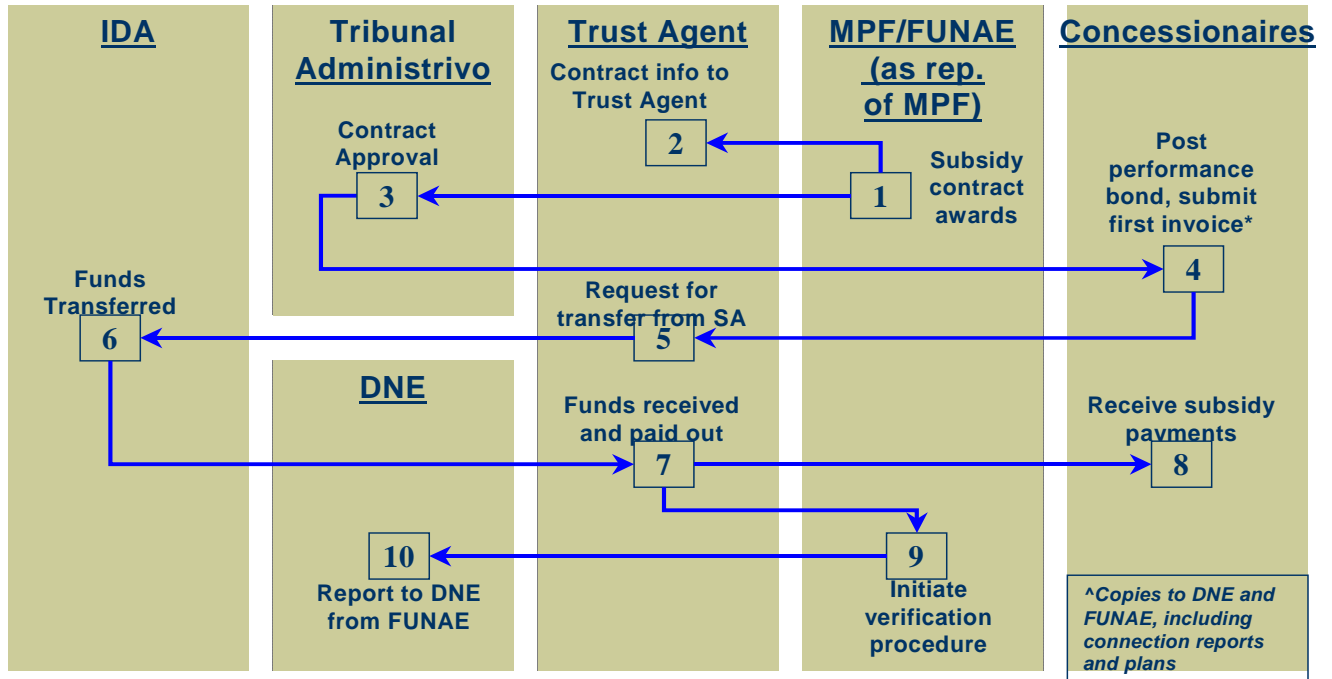 IDA
Tribunal
Administrivo
Trust Agent
MPF/FUNAE
(as rep.
of MPF)
Concessionaires
Contract info to
Trust Agent
2
Contract
Approval
3
1
Subsidy
contract
awards
Post
performance
bond, submit
first invoice*
4
Funds
Transferred
6
Request for
transfer from SA
5
DNE
Funds received
and paid out
7
Receive subsidy
payments
8
10
Report to DNE
from FUNAE
9
Initiate
verification
procedure
^Copies to DNE and
FUNAE, including
connection reports
and plans